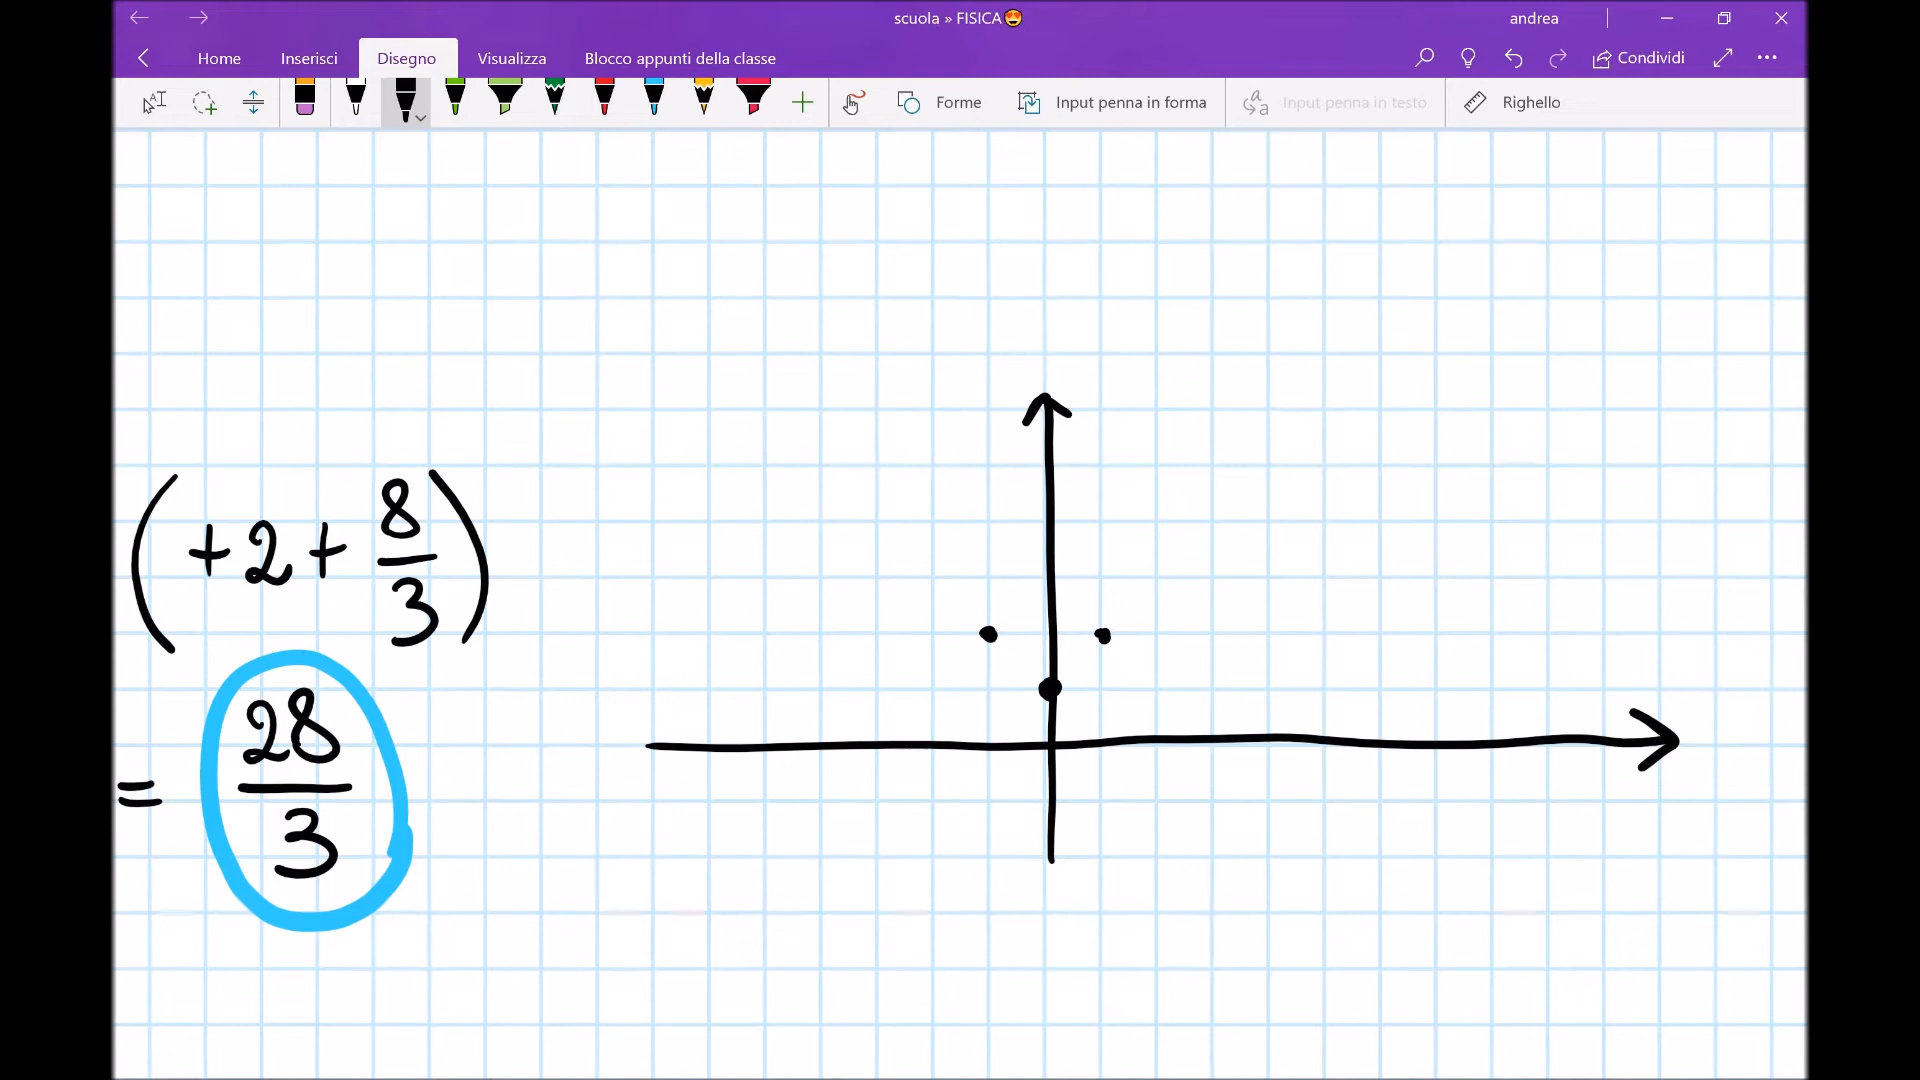 scuola » FISICA😍
andrea
Home Inserisci Disegno Visualizza Blocco appunti della classe Condividi
Forme Input penna in forma Input penna in testo Righello
( +2 + 8/3 )
= 28/3